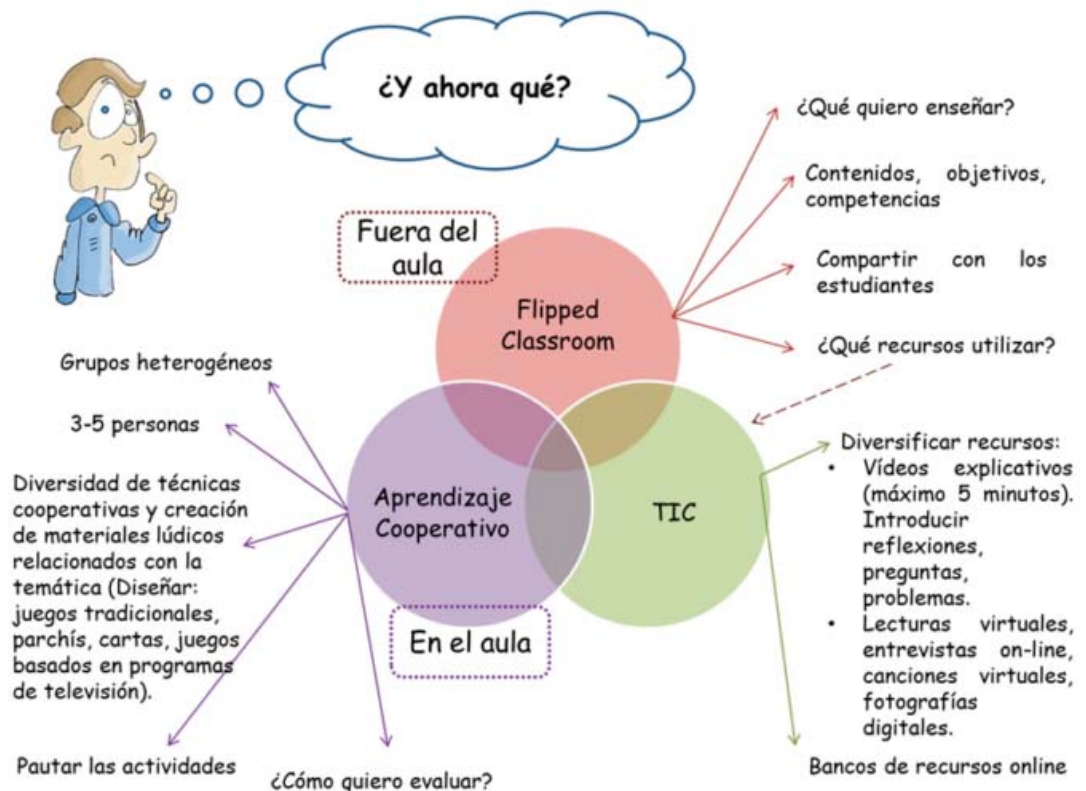 ¿Y ahora qué?
¿Qué quiero enseñar?
Contenidos, objetivos,
competencias
Compartir con los
estudiantes
¿Qué recursos utilizar?
Fuera del
aula
Flipped
Classroom
Grupos heterogéneos
3-5 personas
Diversidad de técnicas
cooperativas y creación
de materiales lúdicos
relacionados con la
temática (Diseñar:
juegos tradicionales,
parchís, cartas, juegos
basados en programas
de televisión).
Pautar las actividades
¿Cómo quiero evaluar?
Aprendizaje
Cooperativo
En el aula
TIC
Diversificar recursos:
• Vídeos explicativos
(máximo 5 minutos).
Introducir
reflexiones,
preguntas,
problemas.
• Lecturas virtuales,
entrevistas on-line,
canciones virtuales,
fotografías
digitales.
Bancos de recursos online